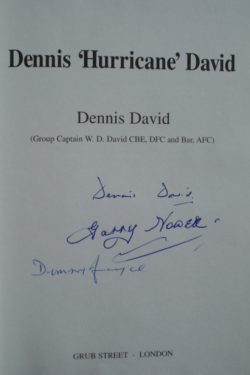 Dennis 'Hurricane' David
Dennis David
(Group Captain W. D. David CBE, DFC and Bar, AFC)
Dennis David
Garry Nowell
GRUB STREET · LONDON